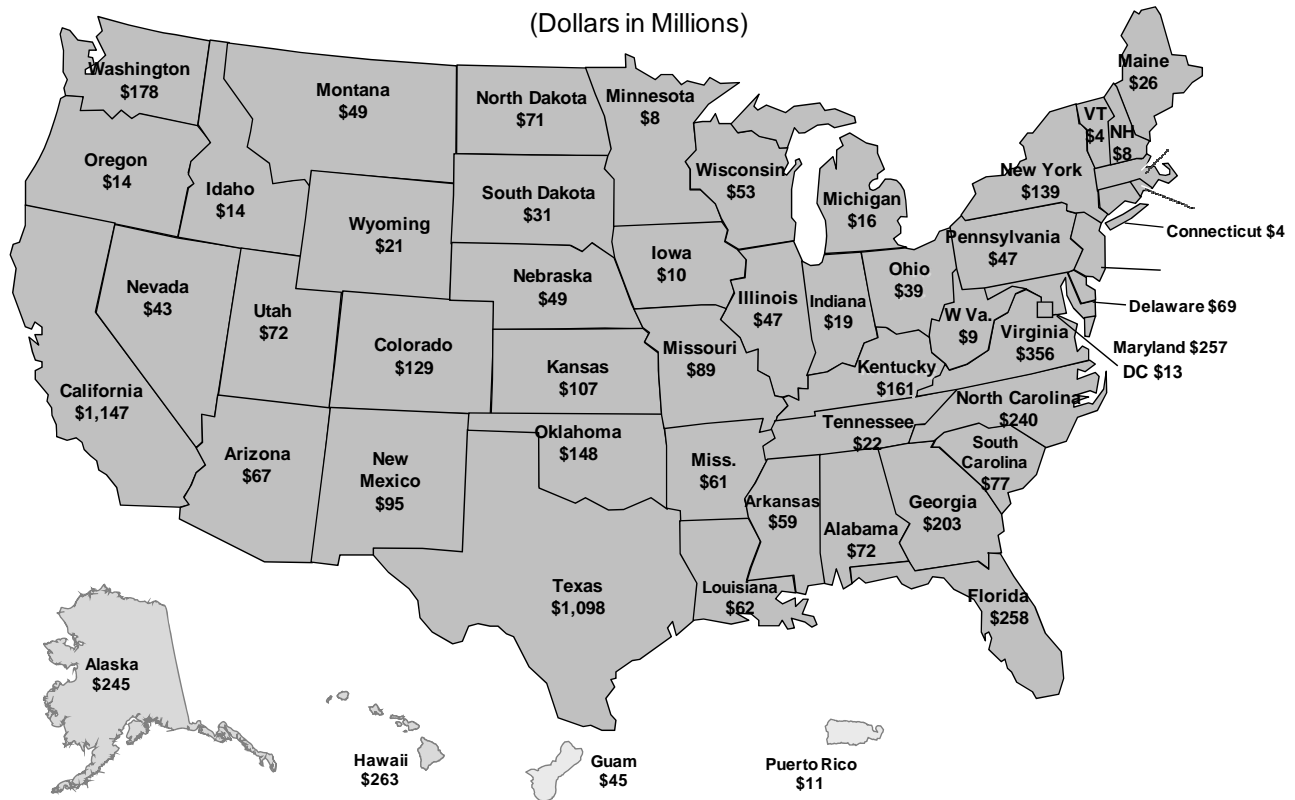 (Dollars in Millions)
Washington
$178
Montana
$49
North Dakota
$71
Minnesota
$8
Maine
$26
VT
$4
NH
$8
Oregon
$14
Idaho
$14
Wyoming
$21
South Dakota
$31
Wisconsin
$53
Michigan
$16
New York
$139
Connecticut $4
Nevada
$43
Utah
$72
Colorado
$129
Nebraska
$49
Iowa
$10
Illinois
$47
Indiana
$19
Ohio
$39
Pennsylvania
$47
W Va.
$9
Virginia
$356
Delaware $69
Maryland $257
DC $13
California
$1,147
Kansas
$107
Missouri
$89
Kentucky
$161
North Carolina
$240
Tennessee
$22
South
Carolina
$77
Arizona
$67
New
Mexico
$95
Oklahoma
$148
Miss.
$61
Arkansas
$59
Alabama
$72
Georgia
$203
Texas
$1,098
Louisiana
$62
Florida
$258
Alaska
$245
Hawaii
$263
Guam
$45
Puerto Rico
$11